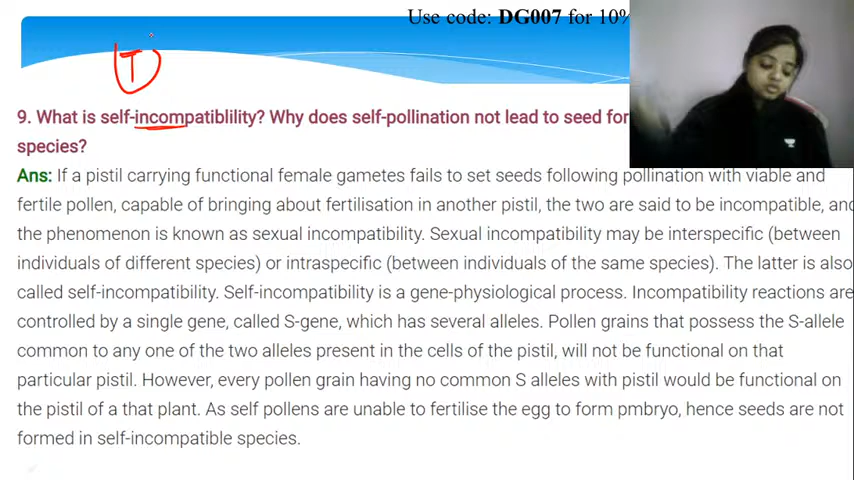 Use code: DG007 for 10%
T
9. What is self-incompatiblility? Why does self-pollination not lead to seed for
species?
Ans: If a pistil carrying functional female gametes fails to set seeds following pollination with viable and
fertile pollen, capable of bringing about fertilisation in another pistil, the two are said to be incompatible, and
the phenomenon is known as sexual incompatibility. Sexual incompatibility may be interspecific (between
individuals of different species) or intraspecific (between individuals of the same species). The latter is also
called self-incompatibility. Self-incompatibility is a gene-physiological process. Incompatibility reactions are
controlled by a single gene, called S-gene, which has several alleles. Pollen grains that possess the S-allele
common to any one of the two alleles present in the cells of the pistil, will not be functional on that
particular pistil. However, every pollen grain having no common S alleles with pistil would be functional on
the pistil of a that plant. As self pollens are unable to fertilise the egg to form pmbryo, hence seeds are not
formed in self-incompatible species.